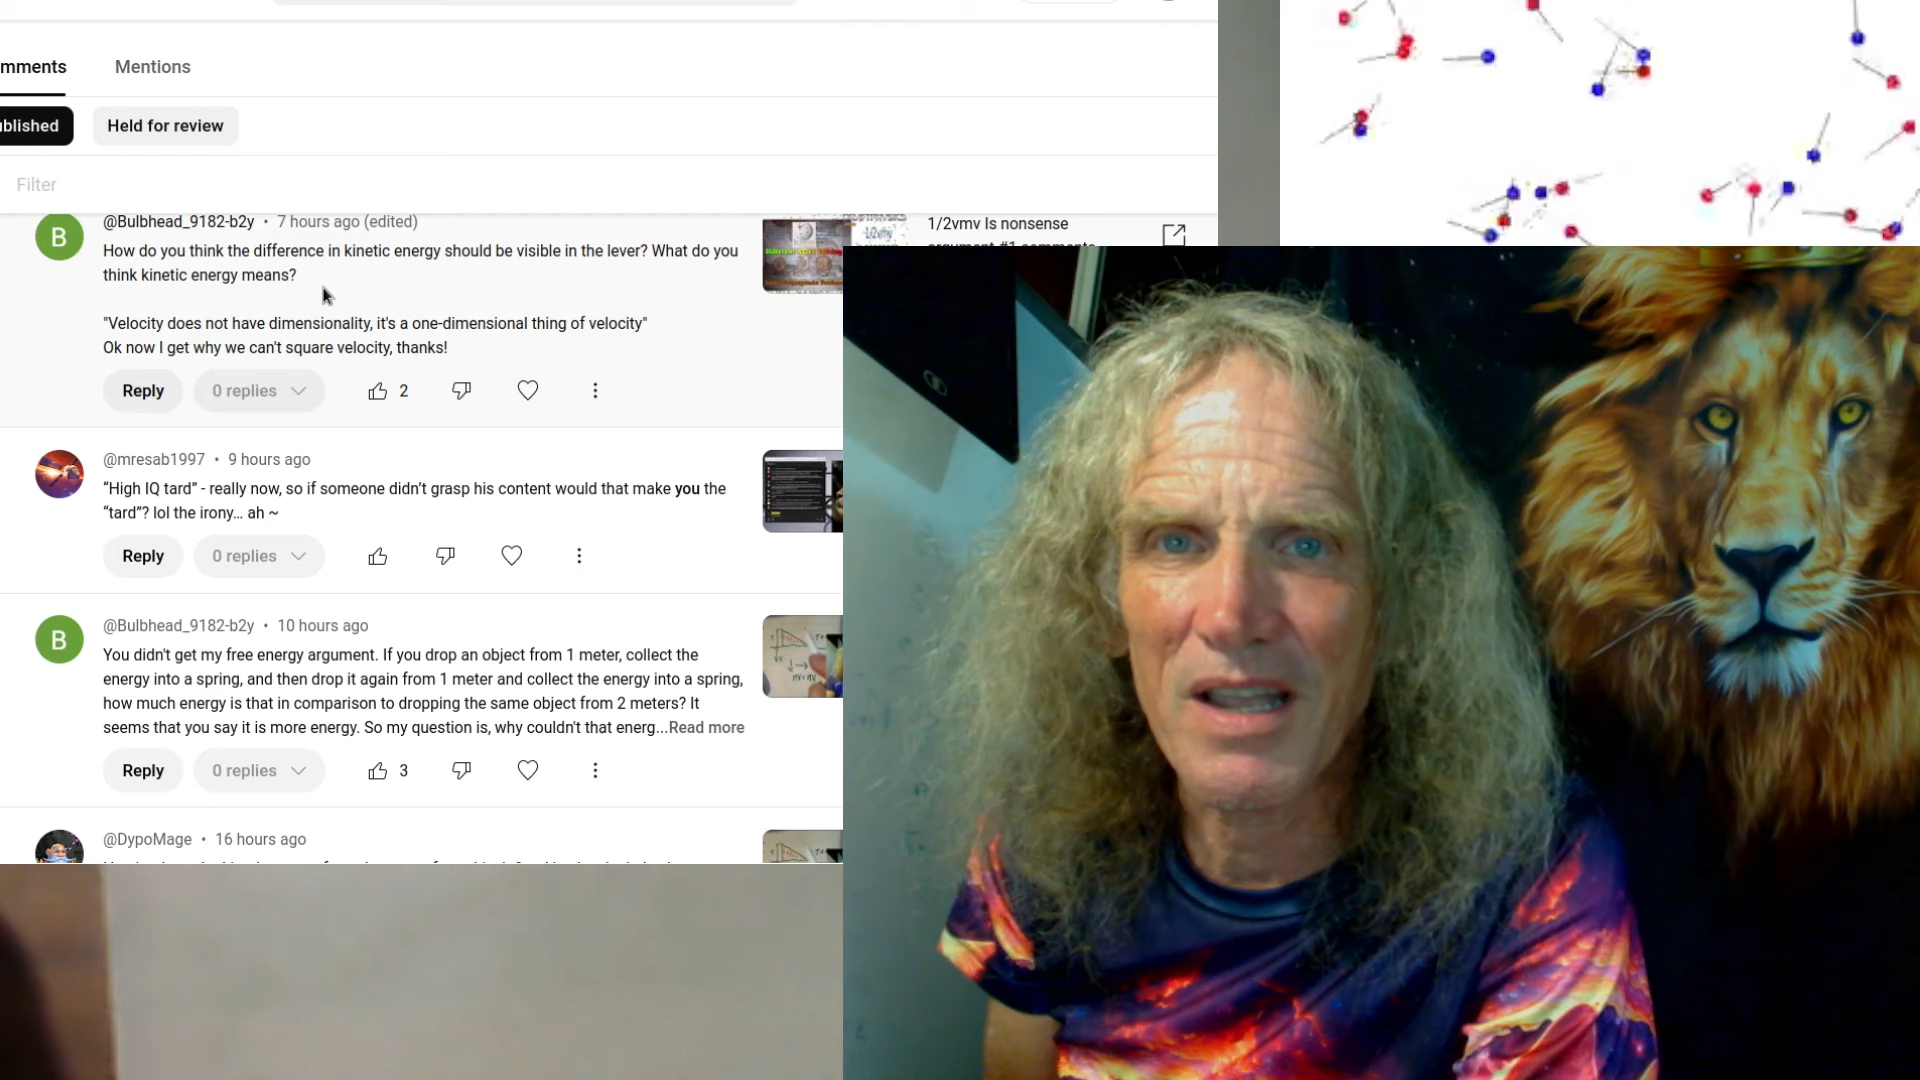 mments
Mentions
ublished
Held for review
Filter
@Bulbhead_9182-b2y • 7 hours ago (edited)
How do you think the difference in kinetic energy should be visible in the lever? What do you
think kinetic energy means?
"Velocity does not have dimensionality, it's a one-dimensional thing of velocity"
Ok now I get why we can't square velocity, thanks!
Reply
0 replies
2
1/2vmv Is nonsense
argument #1 comments
@mresab1997 • 9 hours ago
“High IQ tard” - really now, so if someone didn’t grasp his content would that make you the
“tard”? lol the irony… ah ~
Reply
0 replies
@Bulbhead_9182-b2y • 10 hours ago
You didn't get my free energy argument. If you drop an object from 1 meter, collect the
energy into a spring, and then drop it again from 1 meter and collect the energy into a spring,
how much energy is that in comparison to dropping the same object from 2 meters? It
seems that you say it is more energy. So my question is, why couldn't that energ...Read more
Reply
0 replies
3
@DypoMage • 16 hours ago